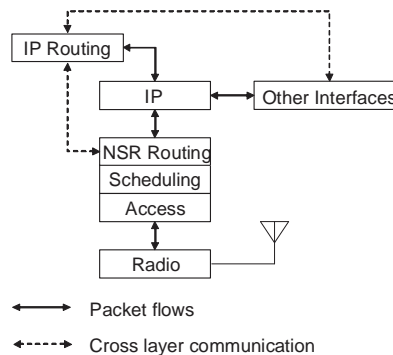 IP Routing
IP
Other Interfaces
NSR Routing
Scheduling
Access
Radio
Packet flows
Cross layer communication